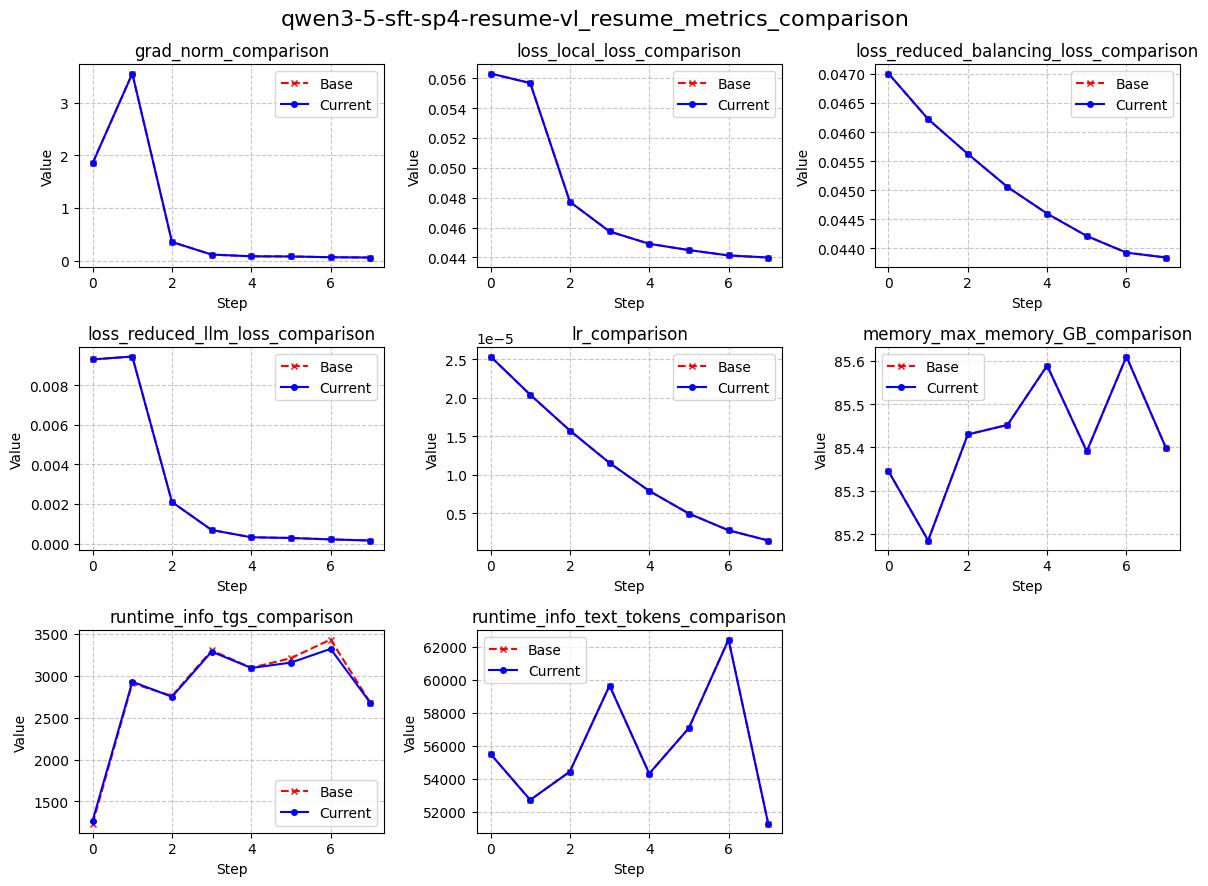 qwen3-5-sft-sp4-resume-vl_resume_metrics_comparison
grad_norm_comparison
Value
3
2
1
0
0 2 4 6
Step
Base
Current
loss_local_loss_comparison
Value
0.056
0.054
0.052
0.050
0.048
0.046
0.044
0 2 4 6
Step
Base
Current
loss_reduced_balancing_loss_comparison
Value
0.0470
0.0465
0.0460
0.0455
0.0450
0.0445
0.0440
0 2 4 6
Step
Base
Current
loss_reduced_llm_loss_comparison
Value
0.008
0.006
0.004
0.002
0.000
0 2 4 6
Step
Base
Current
lr_comparison
1e-5
Value
2.5
2.0
1.5
1.0
0.5
0 2 4 6
Step
Base
Current
memory_max_memory_GB_comparison
Value
85.6
85.5
85.4
85.3
85.2
0 2 4 6
Step
Base
Current
runtime_info_tgs_comparison
Value
3500
3000
2500
2000
1500
0 2 4 6
Step
Base
Current
runtime_info_text_tokens_comparison
Value
62000
60000
58000
56000
54000
52000
0 2 4 6
Step
Base
Current